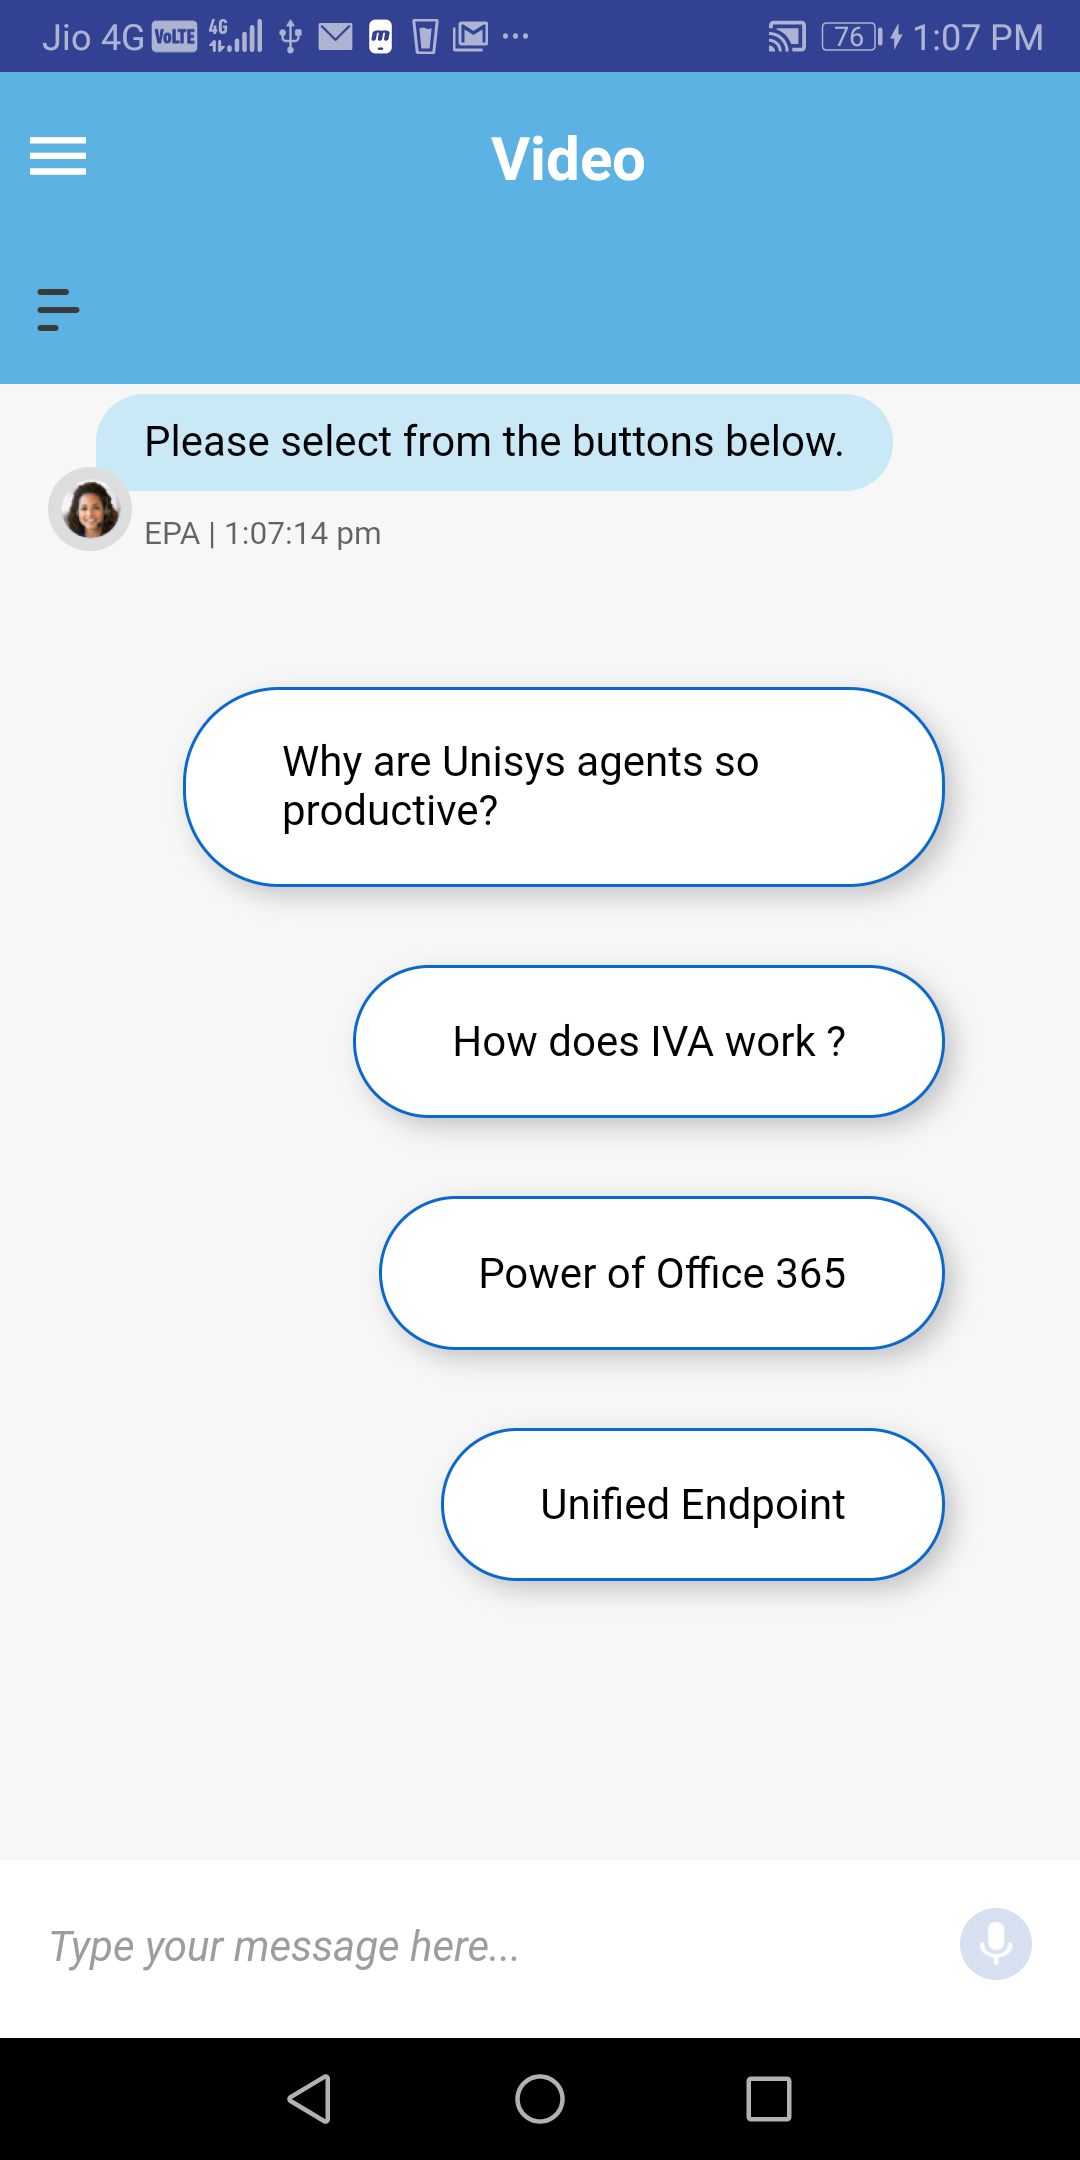 Jio 4G VoLTE 4G 76 1:07 PM
Video
Please select from the buttons below.
EPA | 1:07:14 pm
Why are Unisys agents so
productive?
How does IVA work ?
Power of Office 365
Unified Endpoint
Type your message here...